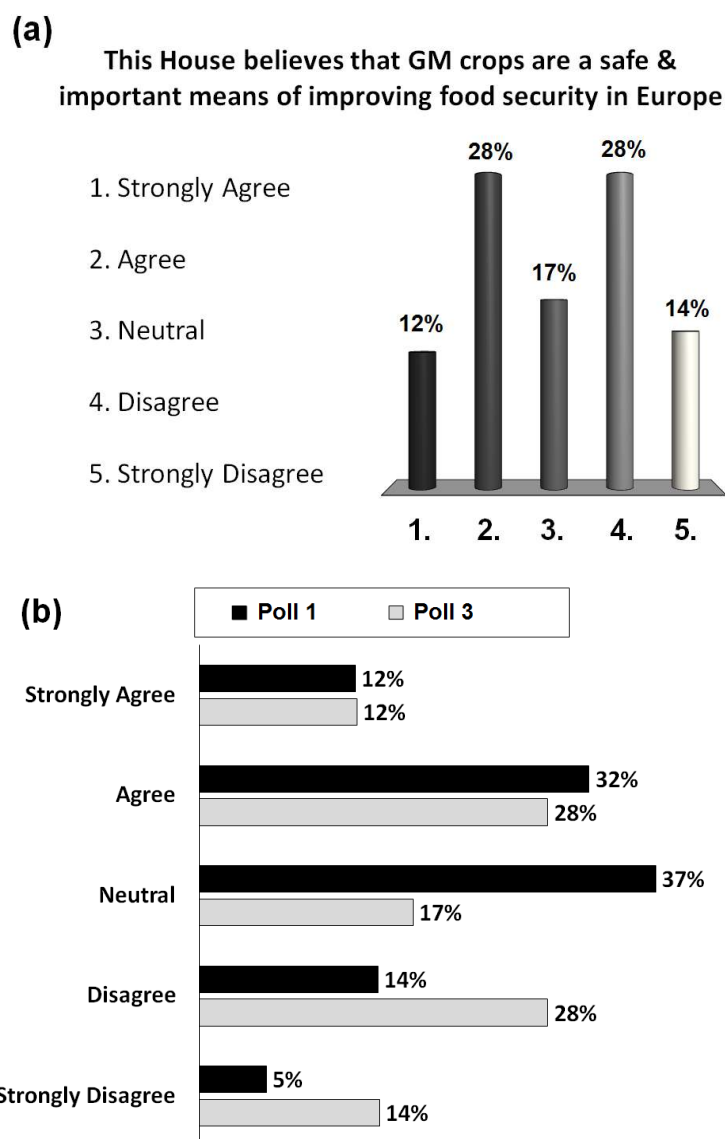 (a)
This House believes that GM crops are a safe &
important means of improving food security in Europe
1. Strongly Agree
2. Agree
3. Neutral
4. Disagree
5. Strongly Disagree
12%
28%
17%
28%
14%
1. 2. 3. 4. 5.
(b)
Poll 1 Poll 3
Strongly Agree
12%
12%
Agree
32%
28%
Neutral
37%
17%
Disagree
14%
28%
Strongly Disagree
5%
14%